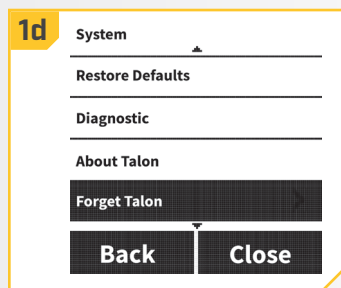 1d
System
Restore Defaults
Diagnostic
About Talon
Forget Talon
Back Close